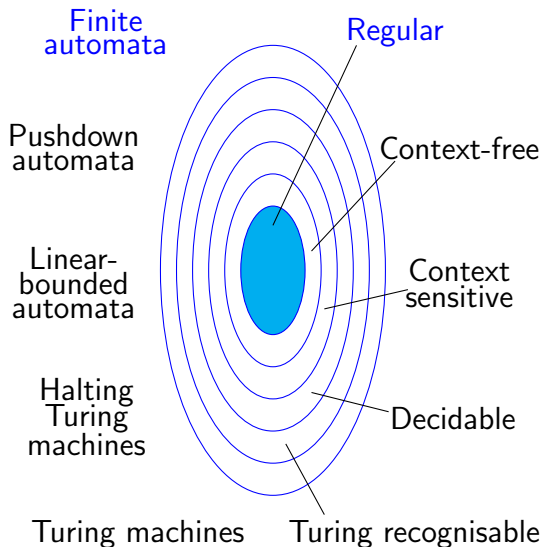 Finite
automata
Regular
Pushdown
automata
Context-free
Linear-
bounded
automata
Context
sensitive
Halting
Turing
machines
Decidable
Turing machines
Turing recognisable